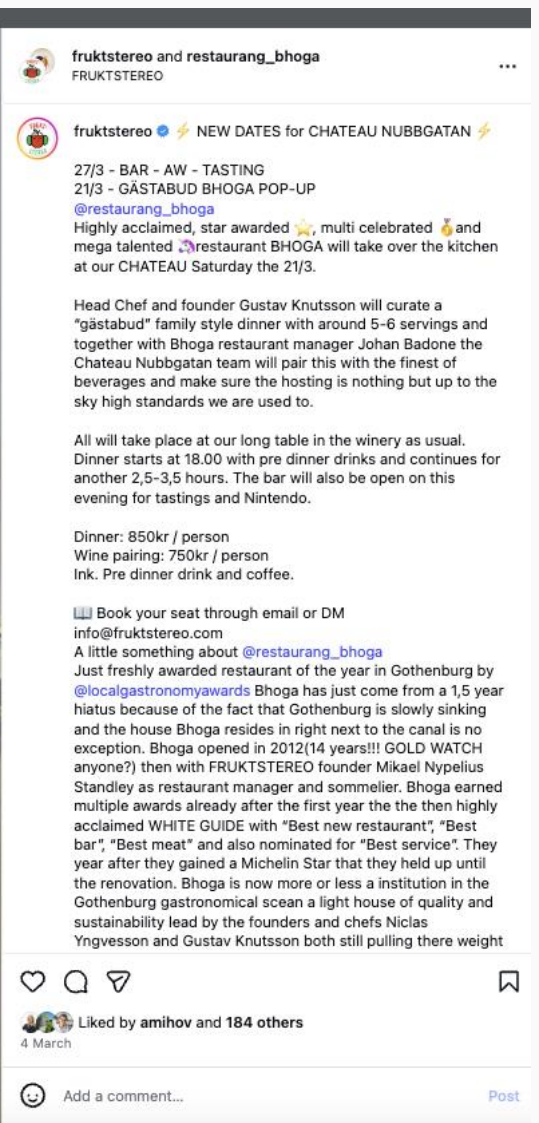 fruktstereo and restaurang_bhoga
FRUKTSTEREO
fruktstereo ⚡ NEW DATES for CHATEAU NUBBGATAN ⚡
27/3 - BAR - AW - TASTING
21/3 - GÄSTABUD BHOGA POP-UP
@restaurang_bhoga
Highly acclaimed, star awarded ⭐, multi celebrated 🏅and
mega talented 🦄restaurant BHOGA will take over the kitchen
at our CHATEAU Saturday the 21/3.
Head Chef and founder Gustav Knutsson will curate a
“gästabud” family style dinner with around 5-6 servings and
together with Bhoga restaurant manager Johan Badone the
Chateau Nubbgatan team will pair this with the finest of
beverages and make sure the hosting is nothing but up to the
sky high standards we are used to.
All will take place at our long table in the winery as usual.
Dinner starts at 18.00 with pre dinner drinks and continues for
another 2,5-3,5 hours. The bar will also be open on this
evening for tastings and Nintendo.
Dinner: 850kr / person
Wine pairing: 750kr / person
Ink. Pre dinner drink and coffee.
📖 Book your seat through email or DM
info@fruktstereo.com
A little something about @restaurang_bhoga
Just freshly awarded restaurant of the year in Gothenburg by
@localgastronomyawards Bhoga has just come from a 1,5 year
hiatus because of the fact that Gothenburg is slowly sinking
and the house Bhoga resides in right next to the canal is no
exception. Bhoga opened in 2012(14 years!!! GOLD WATCH
anyone?) then with FRUKTSTEREO founder Mikael Nypelius
Standley as restaurant manager and sommelier. Bhoga earned
multiple awards already after the first year the the then highly
acclaimed WHITE GUIDE with “Best new restaurant”, “Best
bar”, “Best meat” and also nominated for “Best service”. They
year after they gained a Michelin Star that they held up until
the renovation. Bhoga is now more or less a institution in the
Gothenburg gastronomical scean a light house of quality and
sustainability lead by the founders and chefs Niclas
Yngvesson and Gustav Knutsson both still pulling there weight
Liked by amihov and 184 others
4 March
Add a comment...
Post